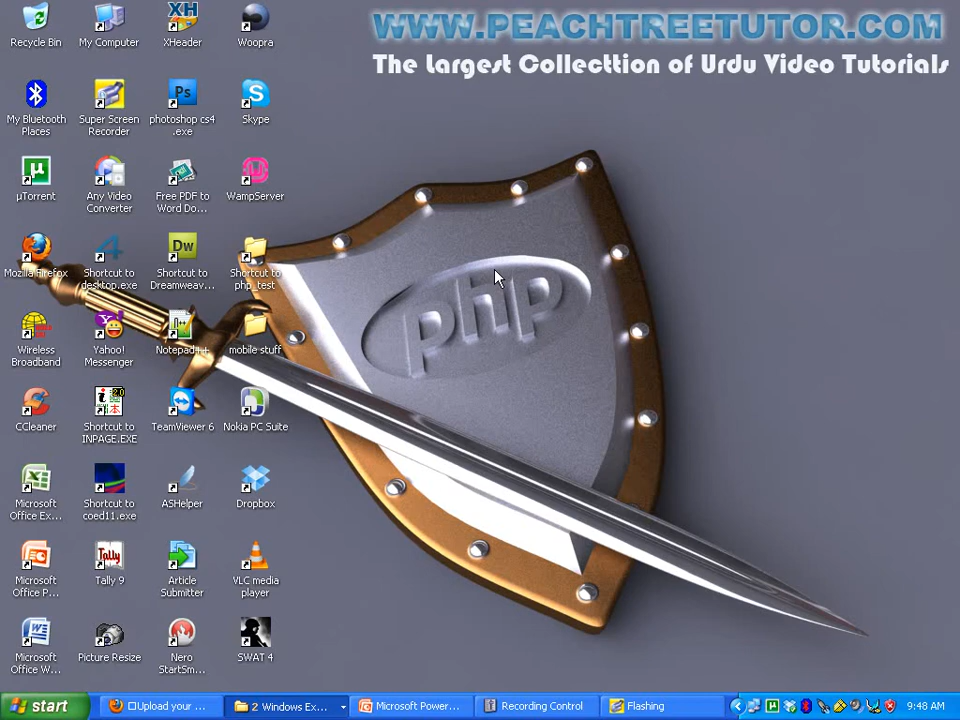 WWW.PEACHTREETUTOR.COM
The Largest Collecttion of Urdu Video Tutorials
Recycle Bin
My Computer
XHeader
Woopra
My Bluetooth
Places
Super Screen
Recorder
photoshop cs4
.exe
Skype
µTorrent
Any Video
Converter
Free PDF to
Word Do...
WampServer
Mozilla Firefox
Shortcut to
desktop.exe
Shortcut to
Dreamweav...
Shortcut to
php_test
php
Wireless
Broadband
Yahoo!
Messenger
Notepad++
mobile stuff
CCleaner
Shortcut to
INPAGE.EXE
TeamViewer 6
Nokia PC Suite
Microsoft
Office Ex...
Shortcut to
coed11.exe
ASHelper
Dropbox
Microsoft
Office P...
Tally
Tally 9
Article
Submitter
VLC media
player
Microsoft
Office W...
Picture Resize
Nero
StartSm...
SWAT 4
start
Upload your ...
2 Windows Ex...
Microsoft Power...
Recording Control
Flashing
9:48 AM